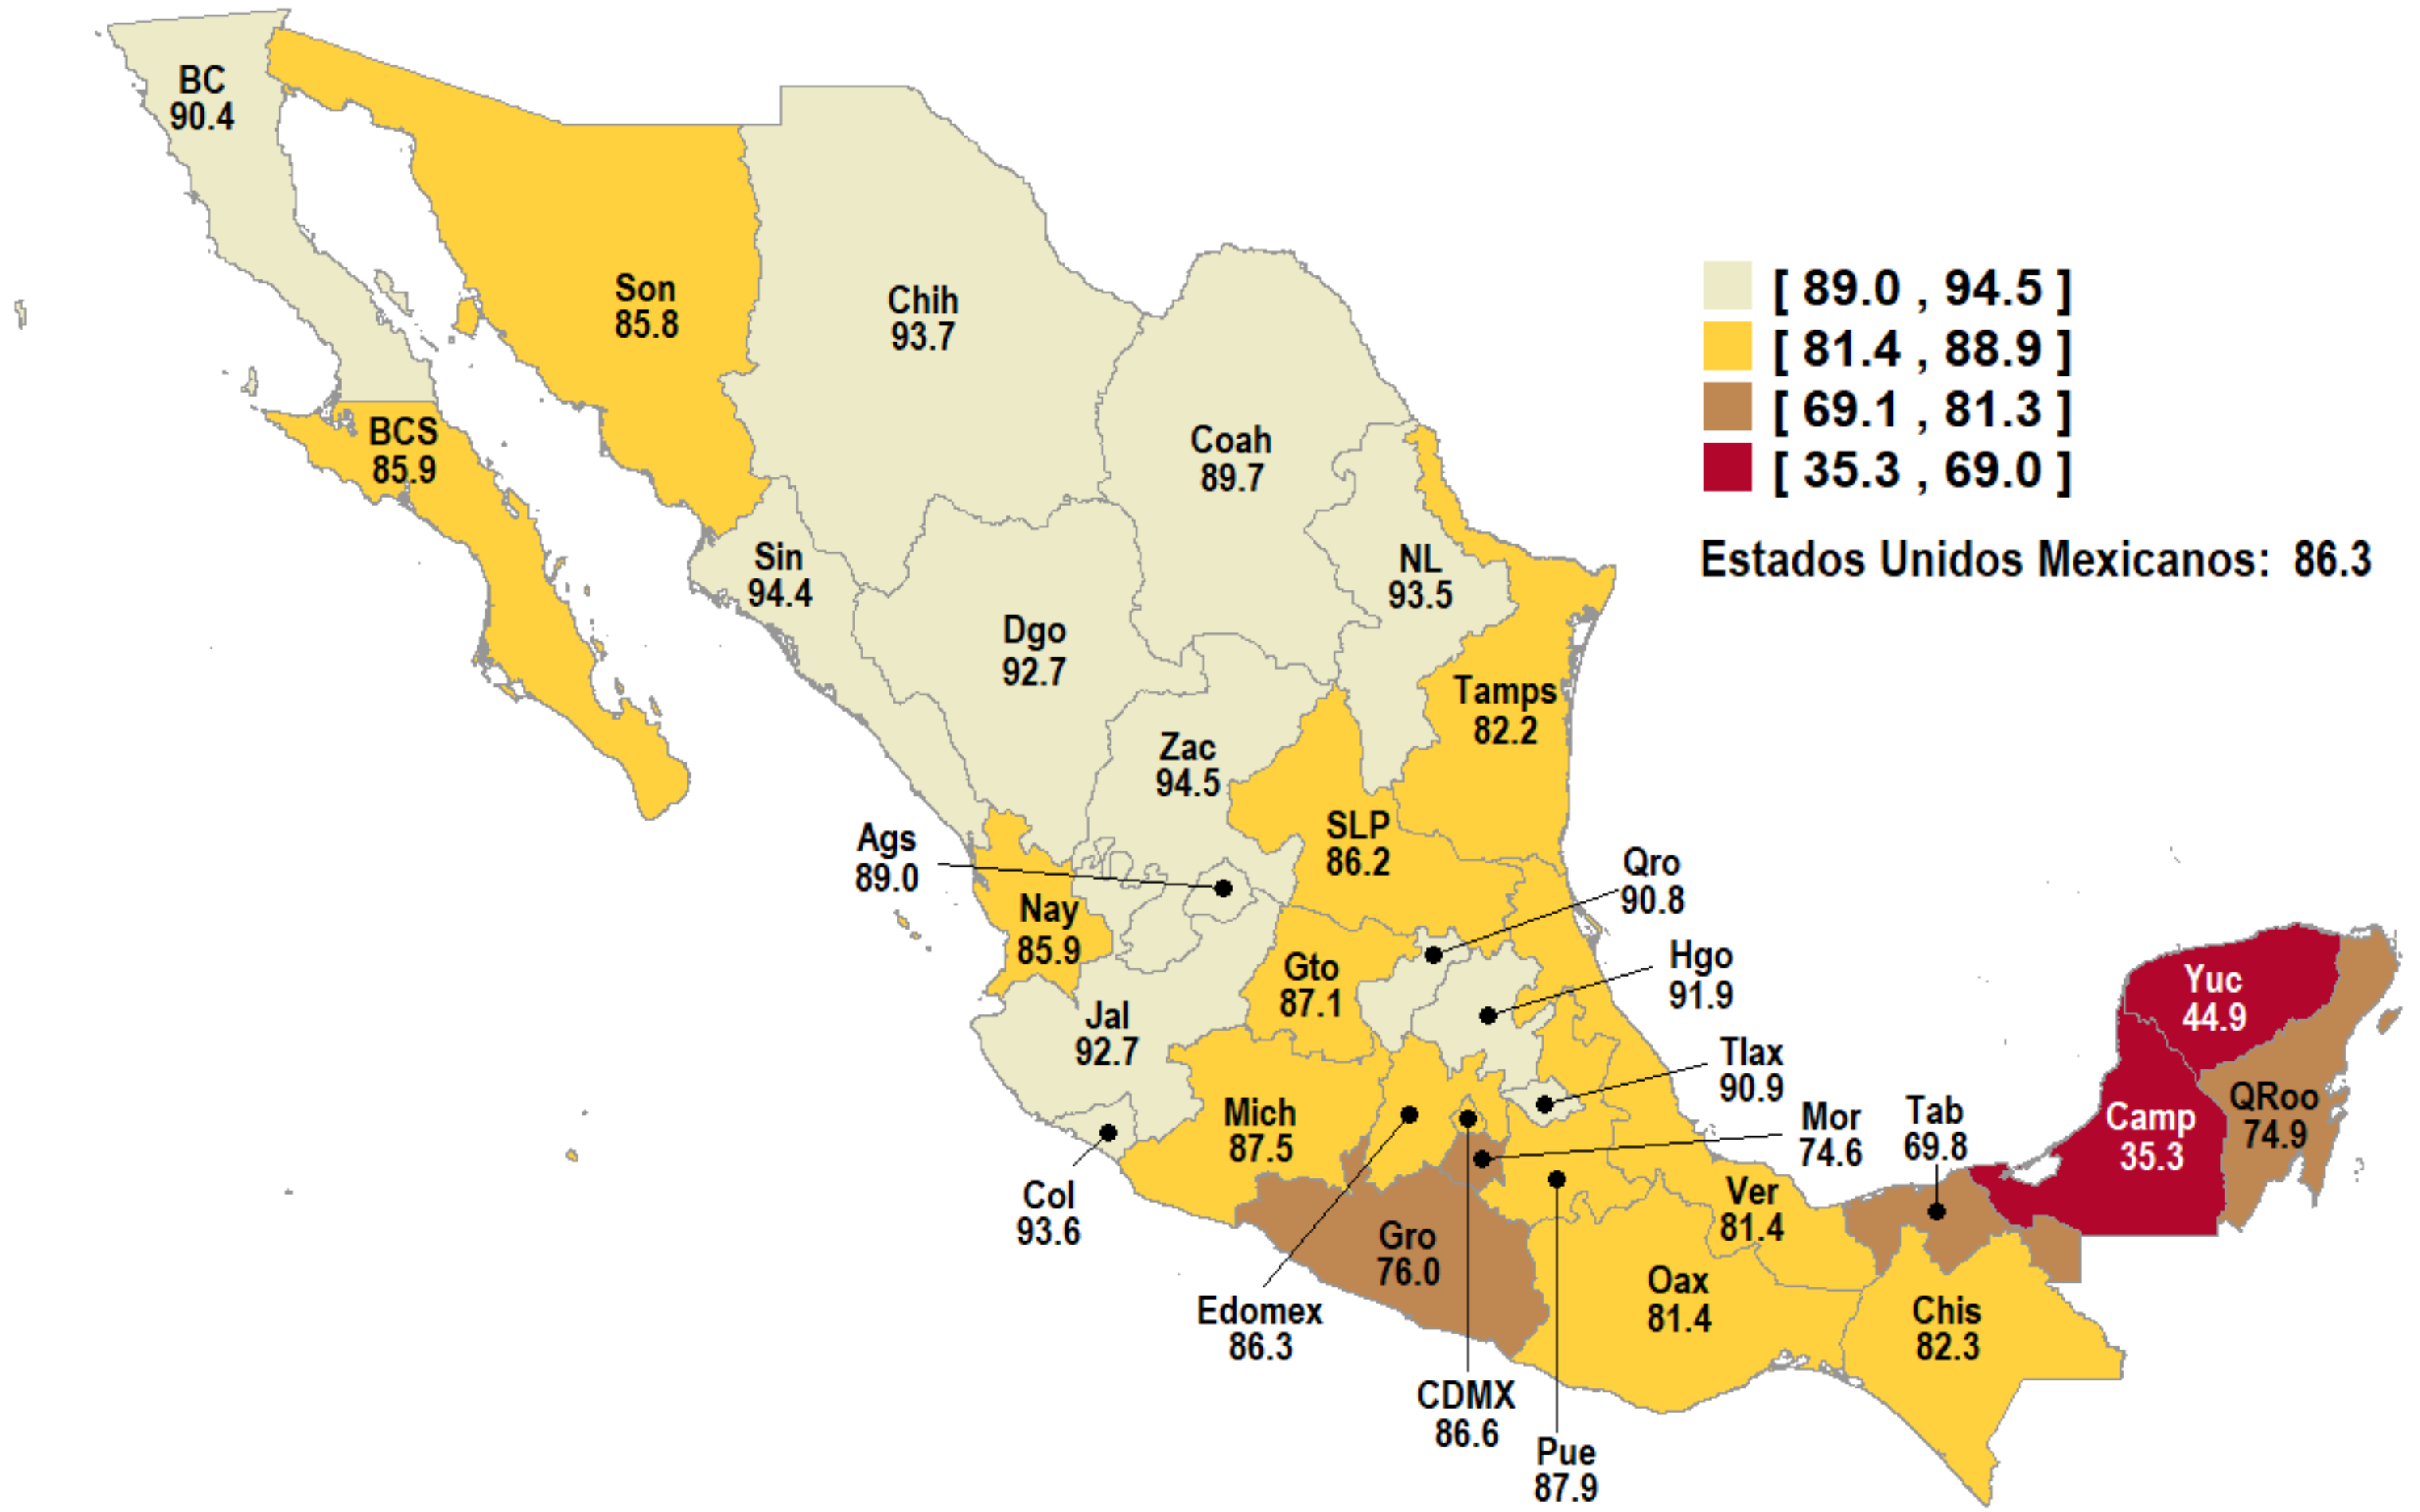 BC
90.4
Son
85.8
Chih
93.7
BCS
85.9
Coah
89.7
Sin
94.4
Dgo
92.7
NL
93.5
[ 89.0 , 94.5 ]
[ 81.4 , 88.9 ]
[ 69.1 , 81.3 ]
[ 35.3 , 69.0 ]
Estados Unidos Mexicanos: 86.3
Tamps
82.2
Zac
94.5
SLP
86.2
Ags
89.0
Nay
85.9
Qro
90.8
Gto
87.1
Hgo
91.9
Jal
92.7
Tlax
90.9
Mich
87.5
Mor
74.6
Tab
69.8
Yuc
44.9
QRoo
74.9
Camp
35.3
Col
93.6
Ver
81.4
Gro
76.0
Oax
81.4
Chis
82.3
Edomex
86.3
CDMX
86.6
Pue
87.9